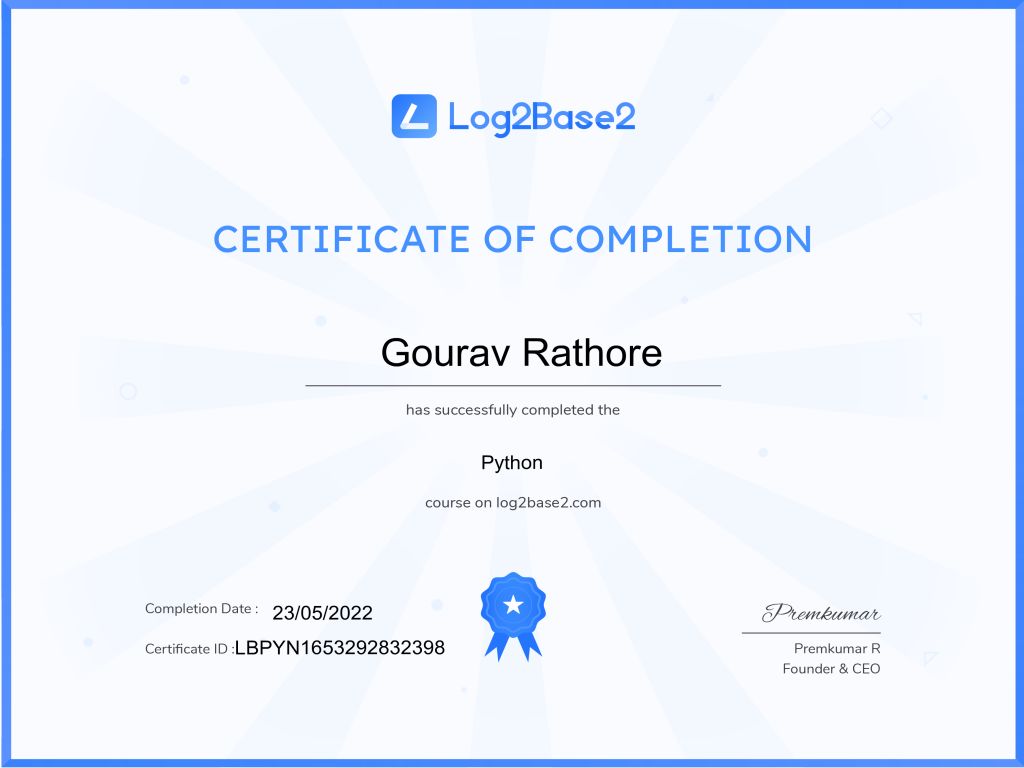 Log2Base2
CERTIFICATE OF COMPLETION
Gourav Rathore
has successfully completed the
Python
course on log2base2.com
Completion Date : 23/05/2022
Certificate ID :LBPYN1653292832398
Premkumar
Premkumar R
Founder & CEO